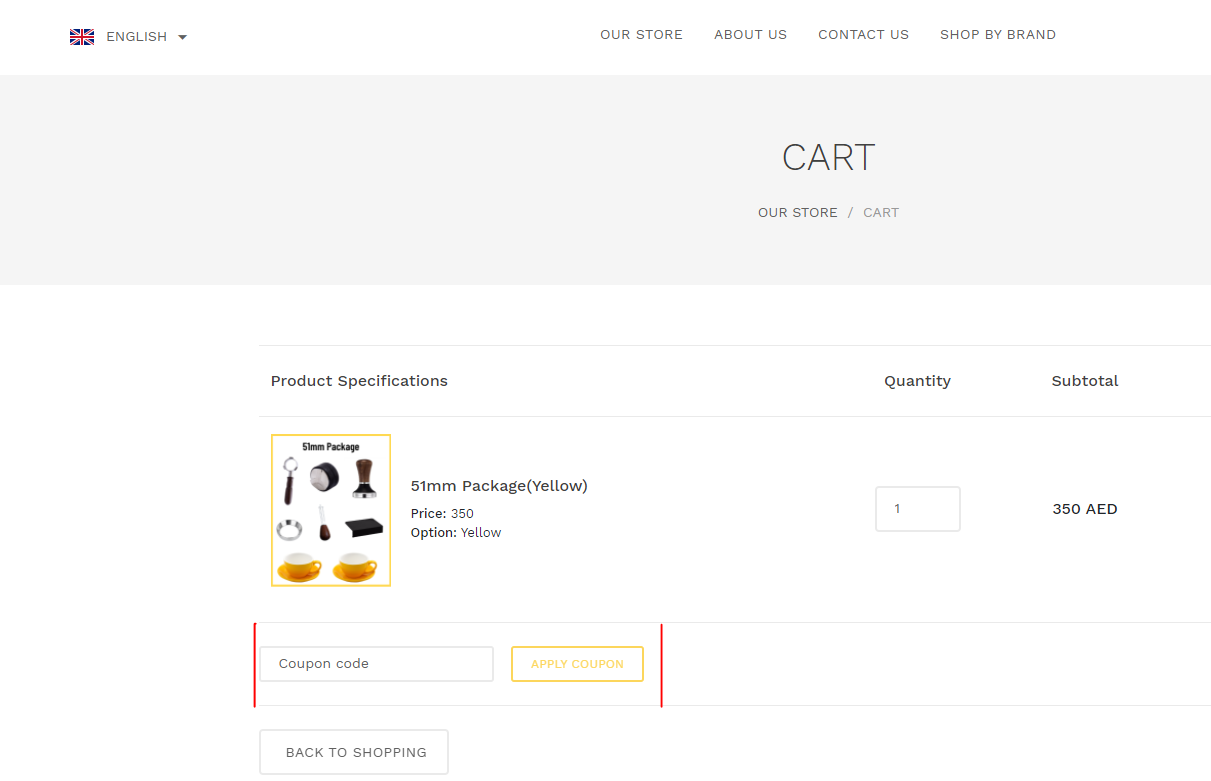 ENGLISH
OUR STORE
ABOUT US
CONTACT US
SHOP BY BRAND
CART
OUR STORE / CART
Product Specifications
Quantity
Subtotal
51mm Package
51mm Package(Yellow)
Price: 350
Option: Yellow
1
350 AED
Coupon code
APPLY COUPON
BACK TO SHOPPING